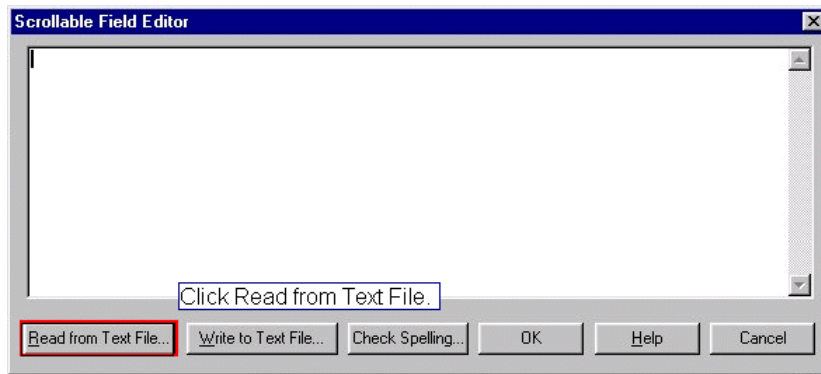 Scrollable Field Editor
Click Read from Text File.
Read from Text File... Write to Text File... Check Spelling... OK Help Cancel